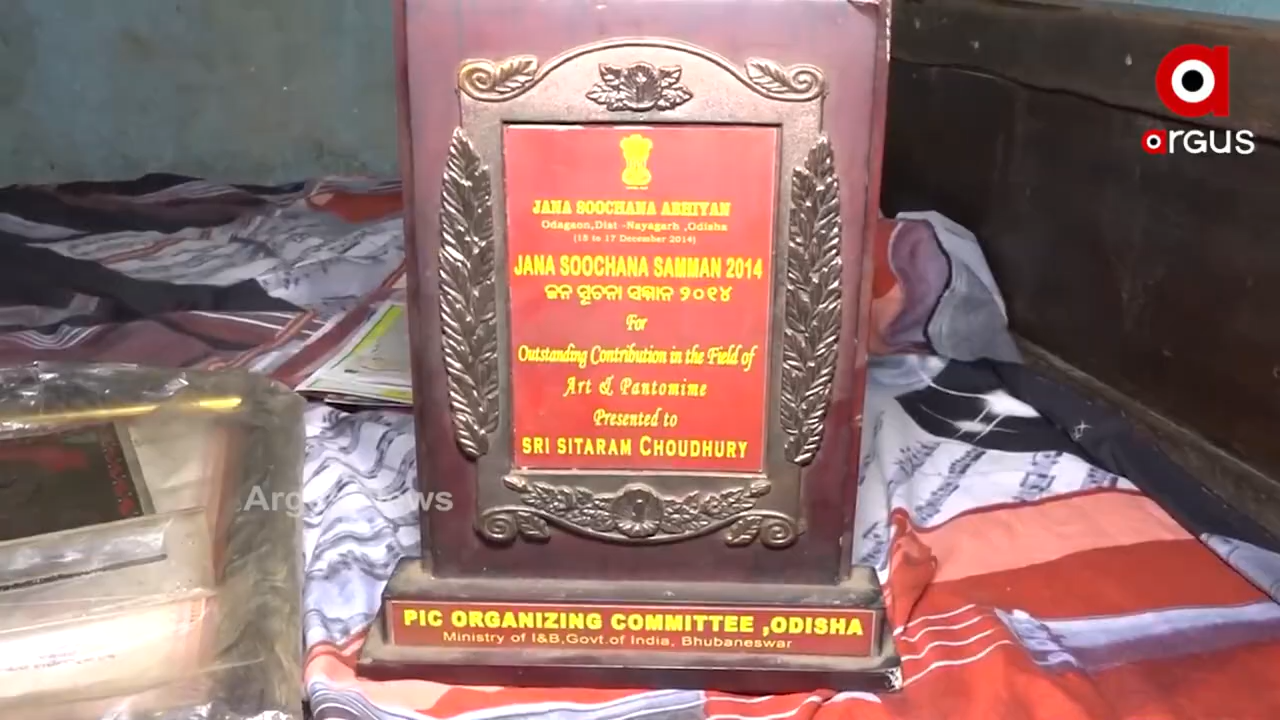 JANA SOOCHANA ABHIYAN
Odagaon,Dist -Nayagarh ,Odisha
(15 to 17 December 2014)
JANA SOOCHANA SAMMAN 2014
ଜନ ସୂଚନା ସମ୍ମାନ ୨୦୧୪
For
Outstanding Contribution in the Field of
Art & Pantomime
Presented to
SRI SITARAM CHOUDHURY
PIC ORGANIZING COMMITTEE ,ODISHA
Ministry of I&B,Govt.of India, Bhubaneswar
argus
Argus News